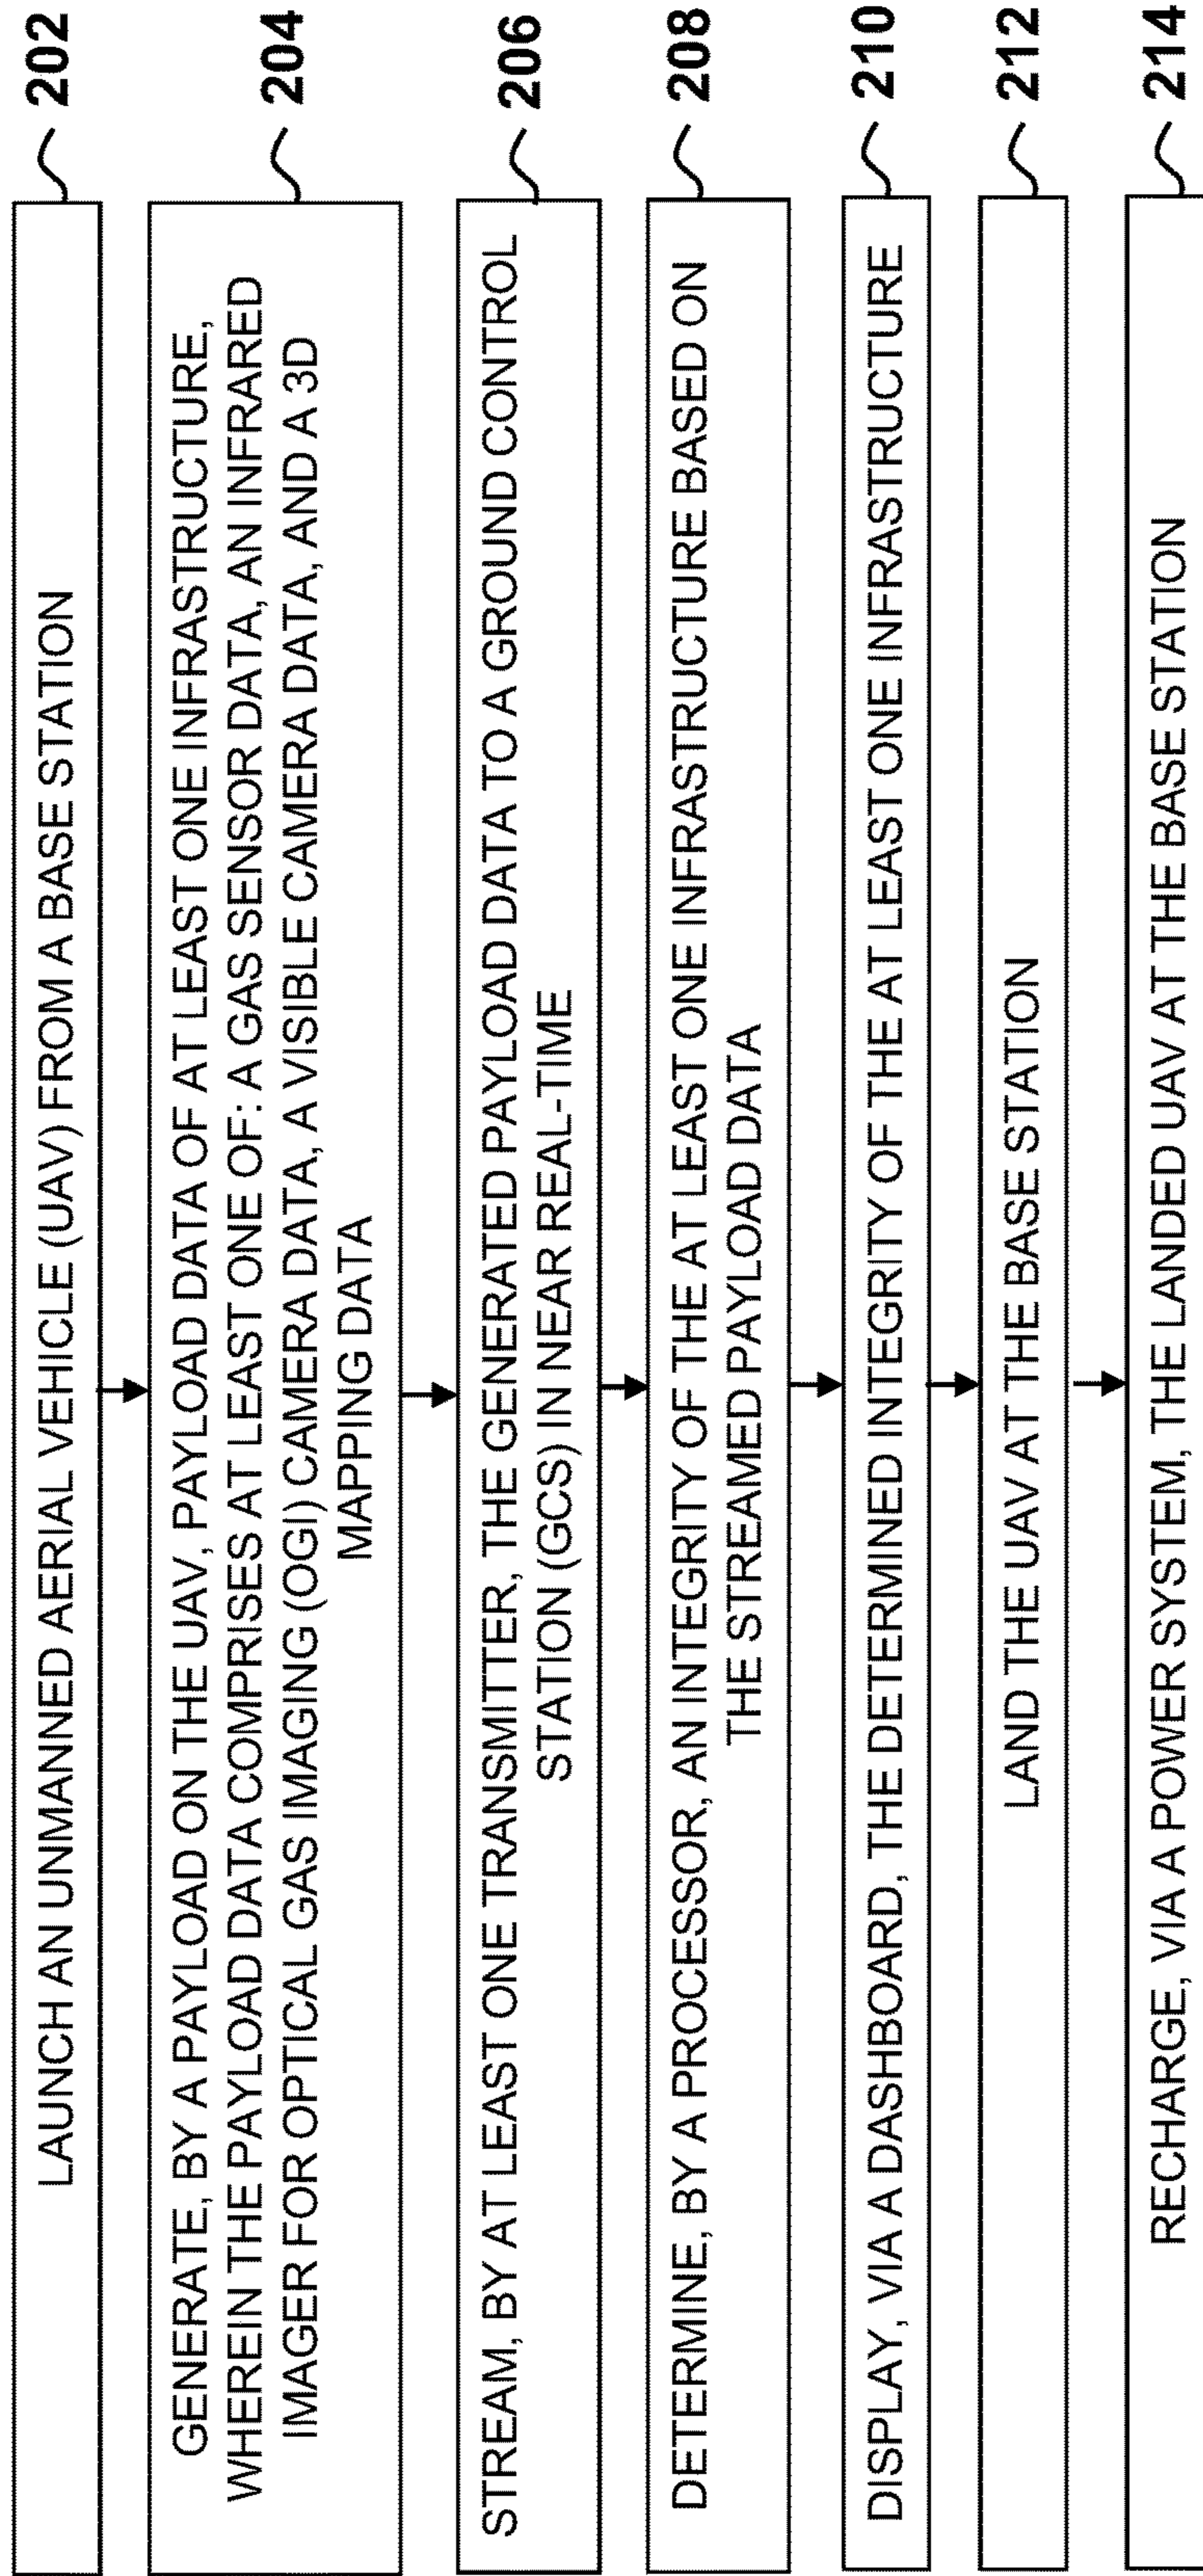 LAUNCH AN UNMANNED AERIAL VEHICLE (UAV) FROM A BASE STATION
202
GENERATE, BY A PAYLOAD ON THE UAV, PAYLOAD DATA OF AT LEAST ONE INFRASTRUCTURE,
WHEREIN THE PAYLOAD DATA COMPRISES AT LEAST ONE OF: A GAS SENSOR DATA, AN INFRARED
IMAGER FOR OPTICAL GAS IMAGING (OGI) CAMERA DATA, A VISIBLE CAMERA DATA, AND A 3D
MAPPING DATA
204
STREAM, BY AT LEAST ONE TRANSMITTER, THE GENERATED PAYLOAD DATA TO A GROUND CONTROL
STATION (GCS) IN NEAR REAL-TIME
206
DETERMINE, BY A PROCESSOR, AN INTEGRITY OF THE AT LEAST ONE INFRASTRUCTURE BASED ON
THE STREAMED PAYLOAD DATA
208
DISPLAY, VIA A DASHBOARD, THE DETERMINED INTEGRITY OF THE AT LEAST ONE INFRASTRUCTURE
210
LAND THE UAV AT THE BASE STATION
212
RECHARGE, VIA A POWER SYSTEM, THE LANDED UAV AT THE BASE STATION
214